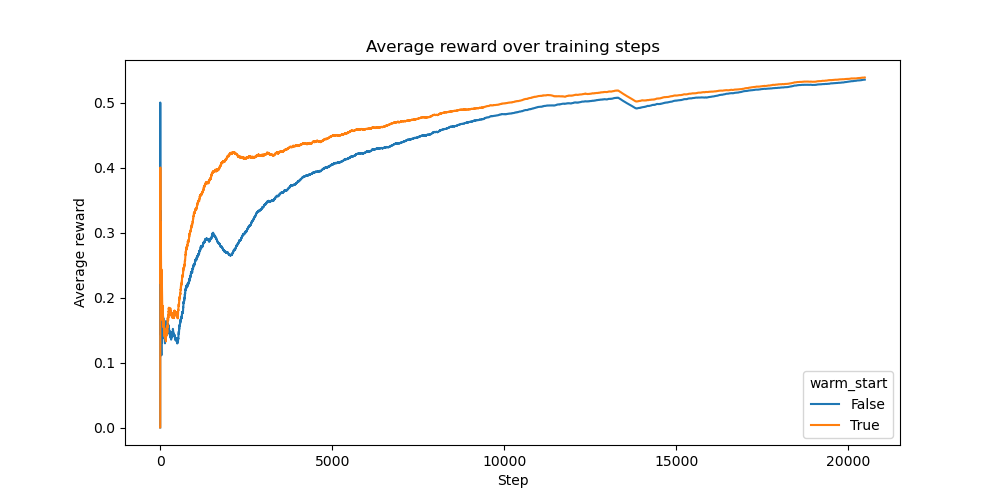 Average reward over training steps
Average reward
0.5
0.4
0.3
0.2
0.1
0.0
warm_start
False
True
0
5000
10000
15000
20000
Step